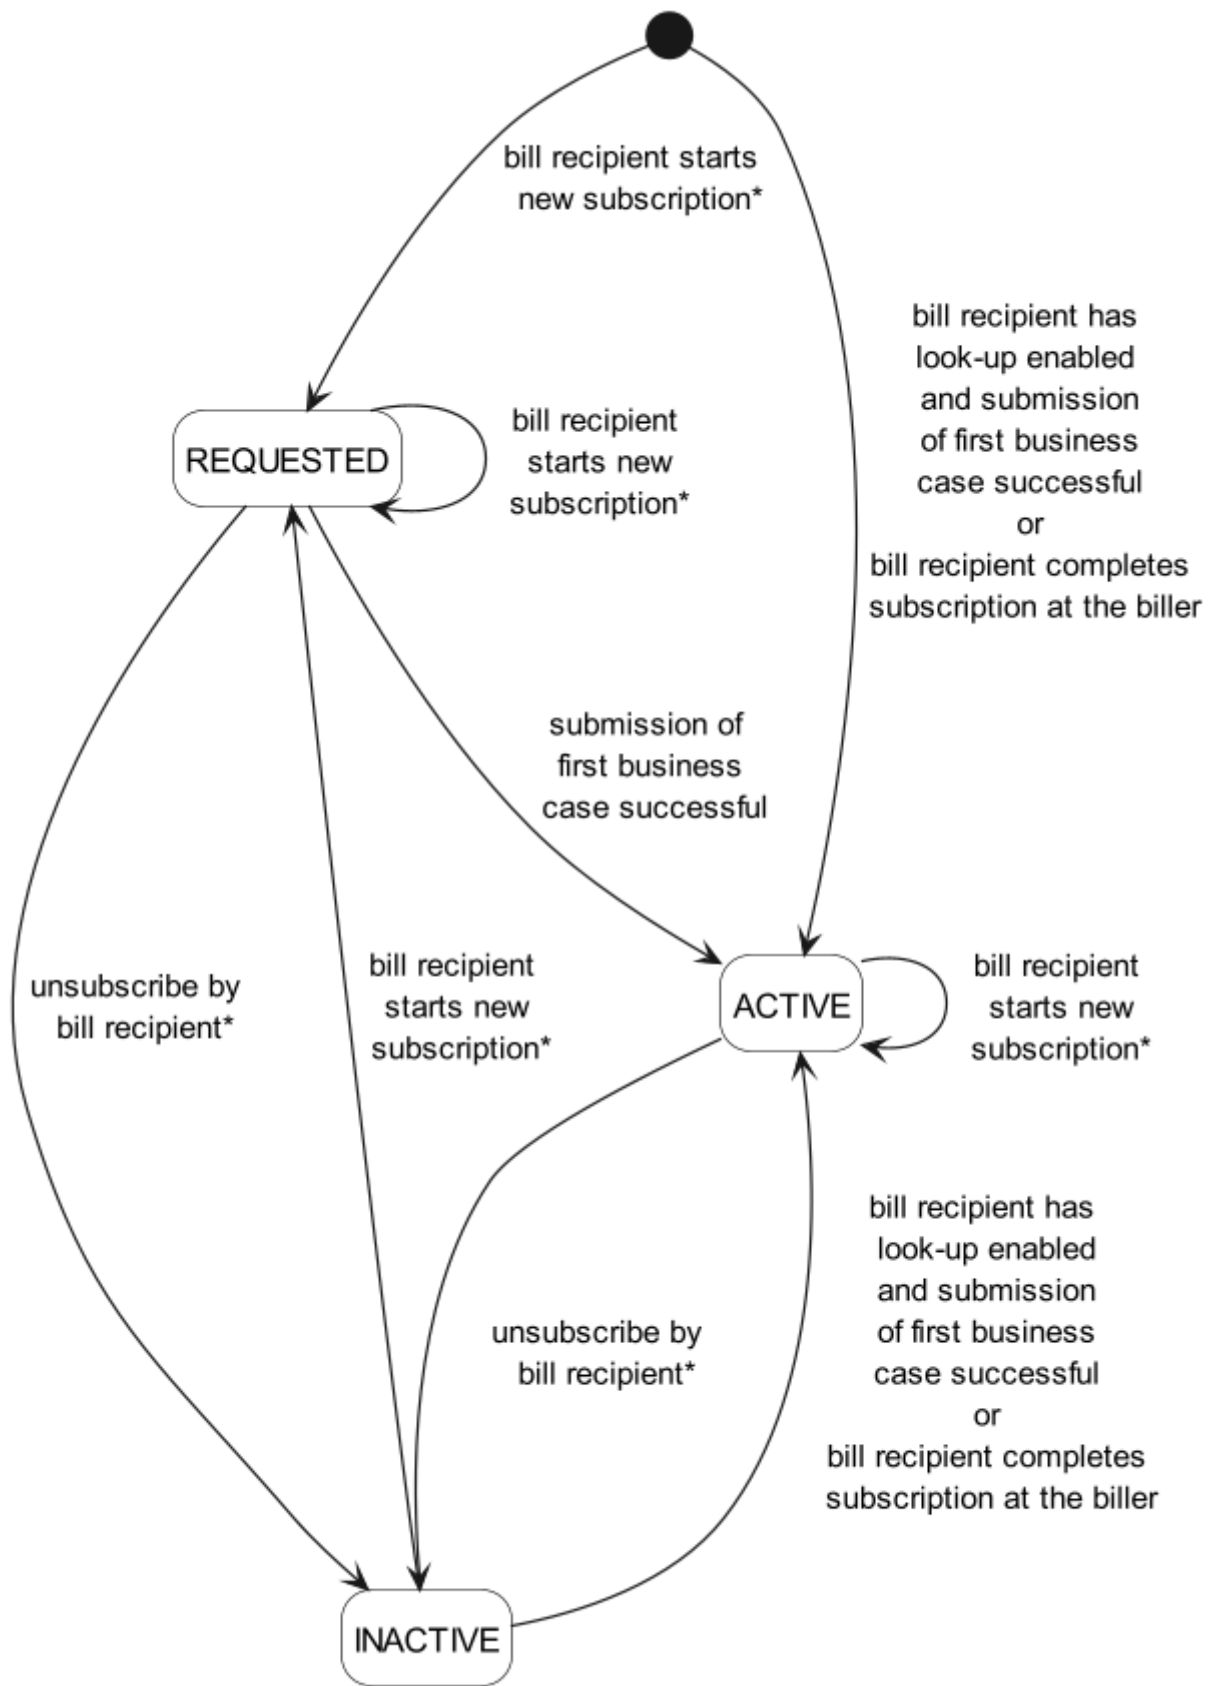 bill recipient starts
new subscription*
bill recipient has
look-up enabled
and submission
of first business
case successful
or
bill recipient completes
subscription at the biller
REQUESTED
bill recipient
starts new
subscription*
submission of
first business
case successful
unsubscribe by
bill recipient*
bill recipient
starts new
subscription*
ACTIVE
bill recipient
starts new
subscription*
unsubscribe by
bill recipient*
bill recipient has
look-up enabled
and submission
of first business
case successful
or
bill recipient completes
subscription at the biller
INACTIVE